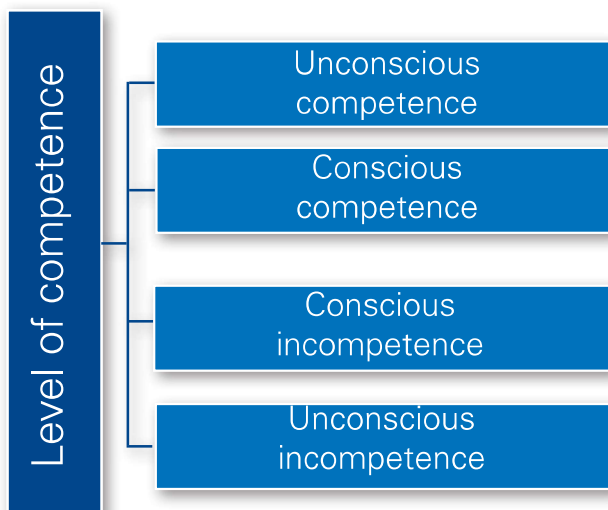 Level of competence
Unconscious
competence
Conscious
competence
Conscious
incompetence
Unconscious
incompetence